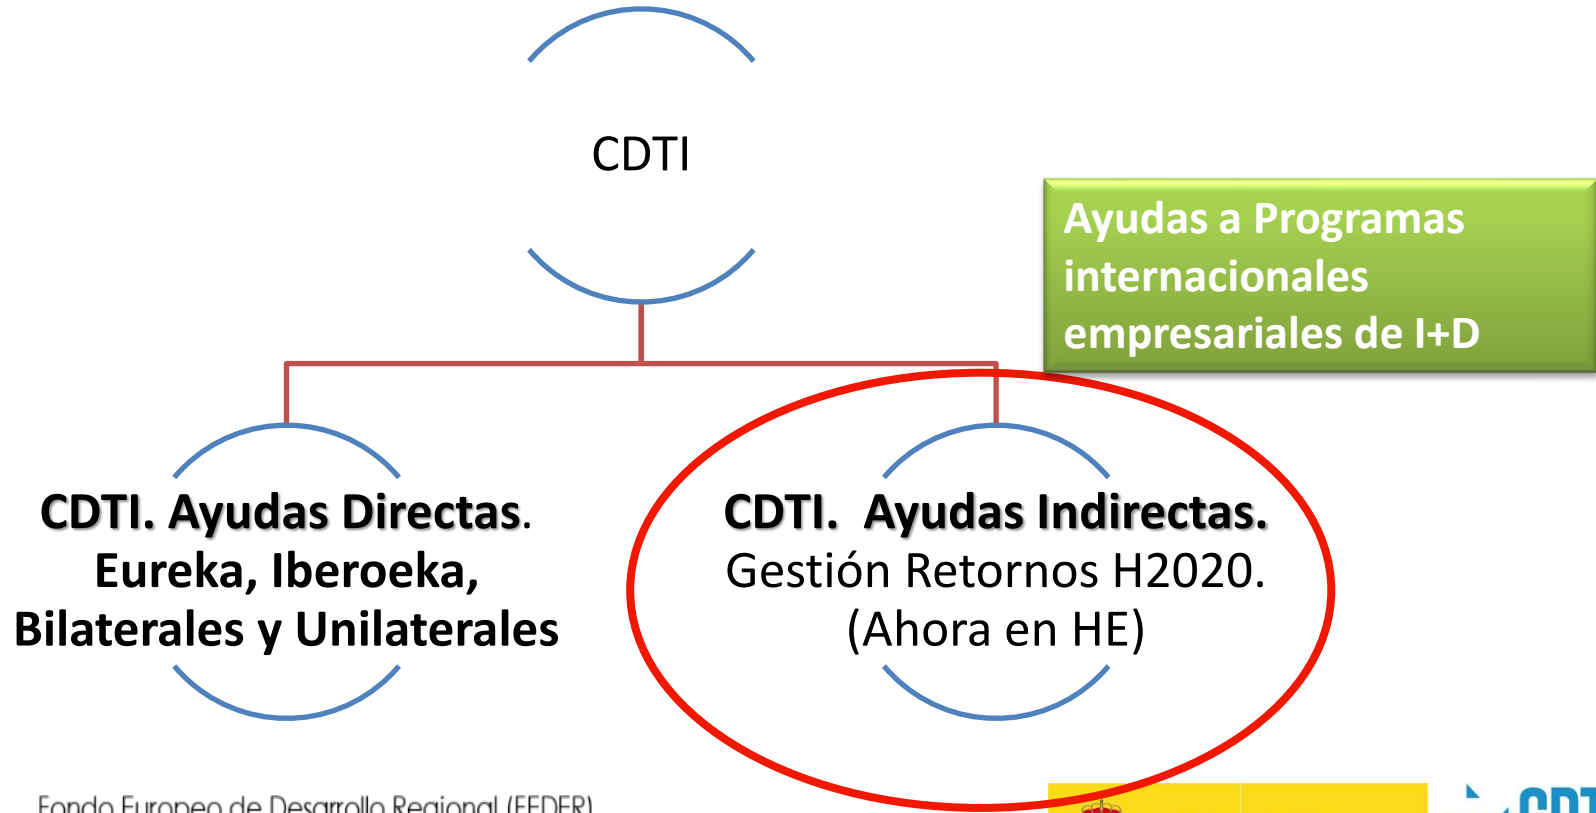 CDTI
Ayudas a Programas
internacionales
empresariales de I+D
CDTI. Ayudas Directas.
Eureka, Iberoeka,
Bilaterales y Unilaterales
CDTI.  Ayudas Indirectas.
Gestión Retornos H2020.
(Ahora en HE)
Fondo Europeo de Desarrollo Regional (FEDER)